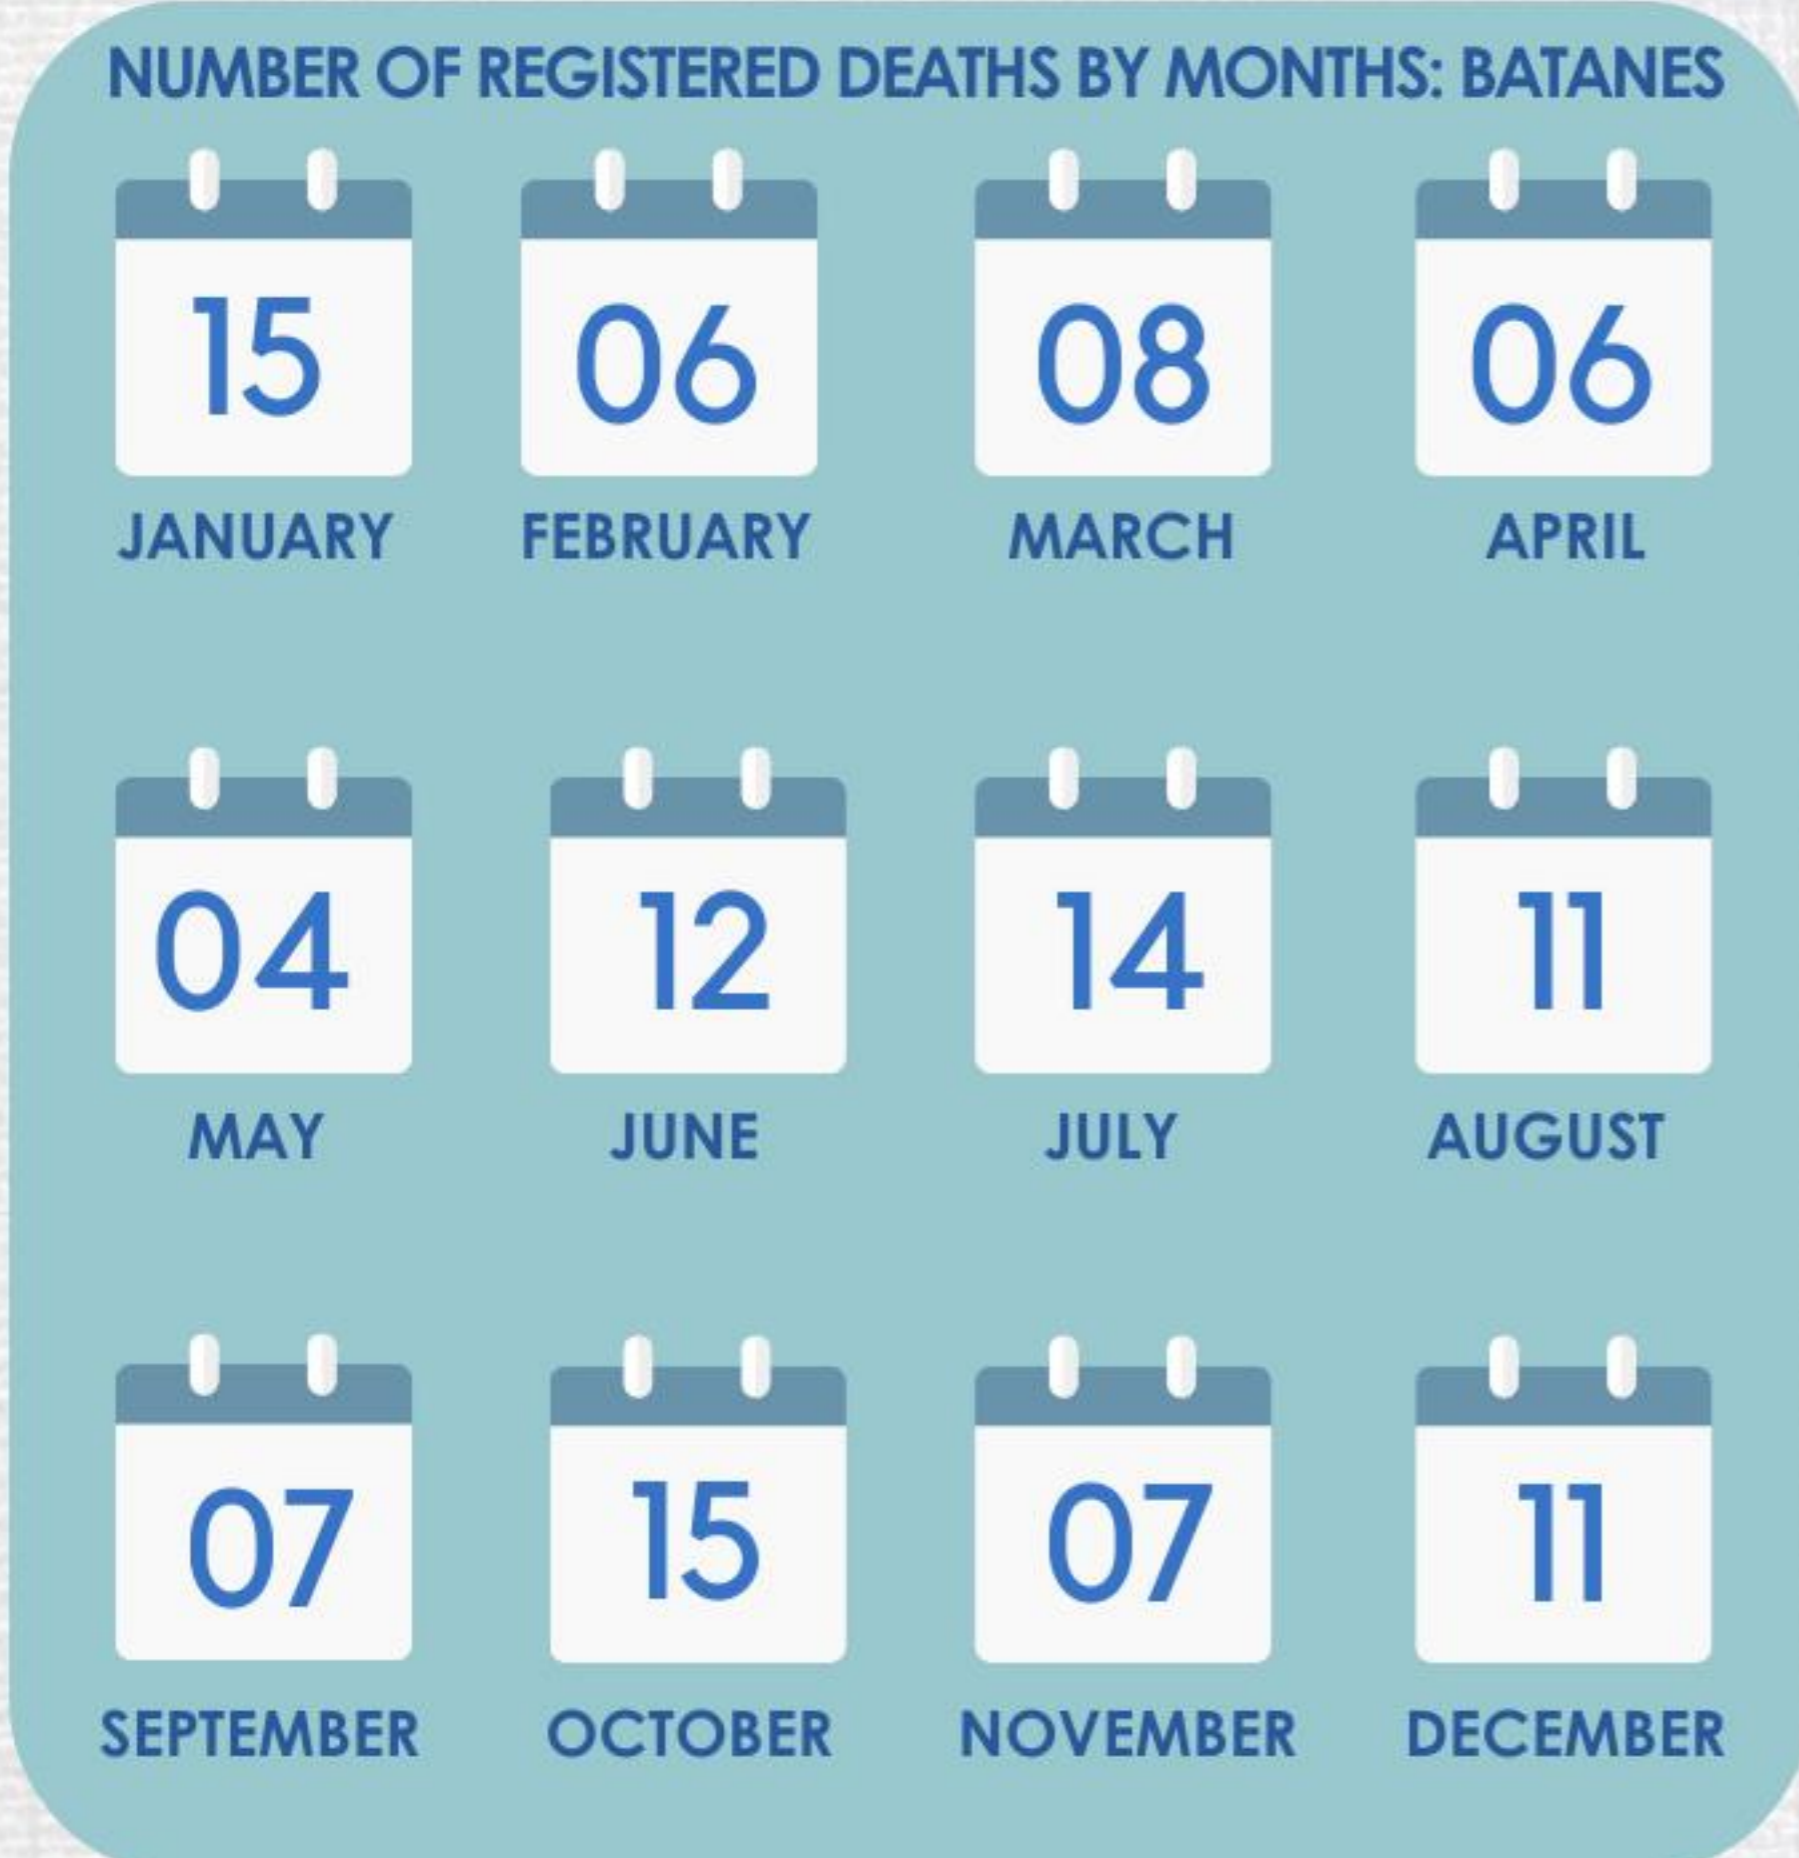 NUMBER OF REGISTERED DEATHS BY MONTHS: BATANES
15 06 08 06
JANUARY FEBRUARY MARCH APRIL
04 12 14 11
MAY JUNE JULY AUGUST
07 15 07 11
SEPTEMBER OCTOBER NOVEMBER DECEMBER